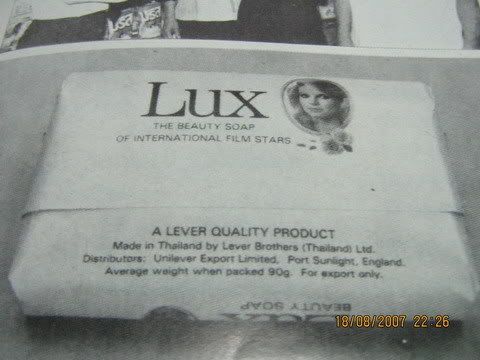 LUX
THE BEAUTY SOAP
OF INTERNATIONAL FILM STARS
A LEVER QUALITY PRODUCT
Made in Thailand by Lever Brothers (Thailand) Ltd.
Distributors: Unilever Export Limited, Port Sunlight, England.
Average weight when packed 90g. For export only.
BEAUTY SOAP
Lux
18/08/2007 22:26